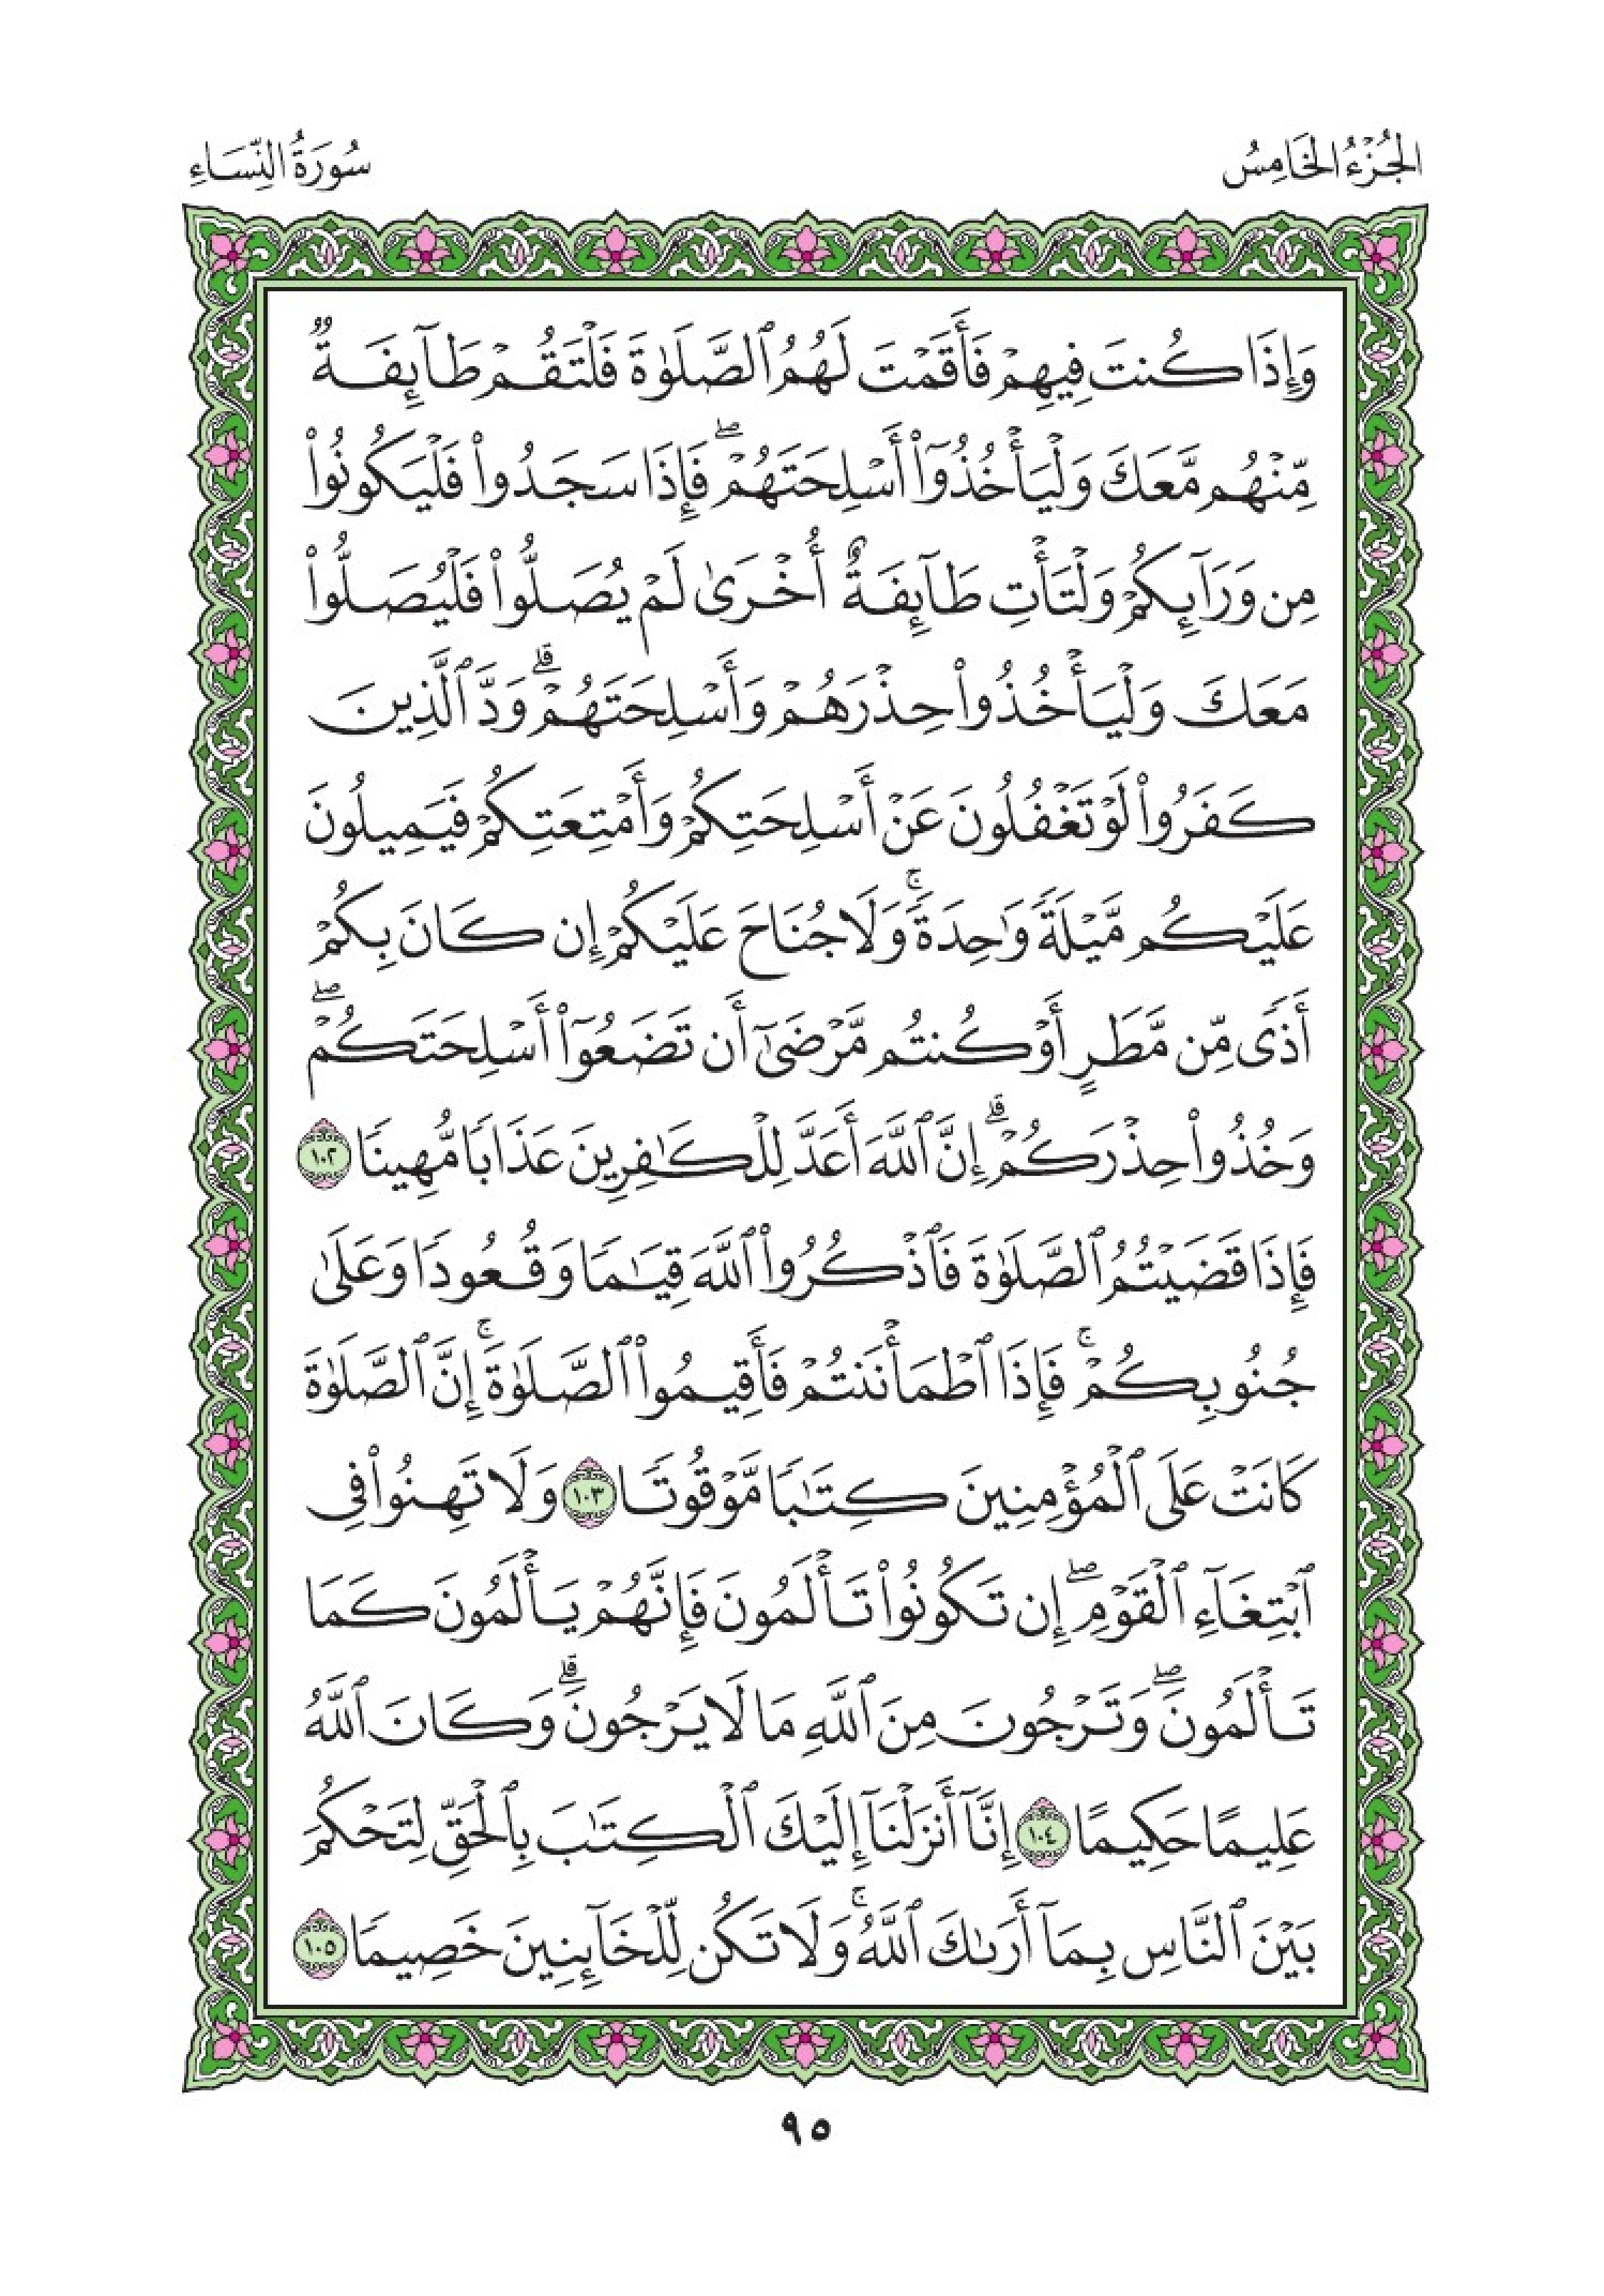 الجُزْءُ الخَامِسُ
سُورَةُ النِّسَاءِ
وَإِذَا كُنتَ فِيهِمْ فَأَقَمْتَ لَهُمُ ٱلصَّلَوٰةَ فَلْتَقُمْ طَآئِفَةٌ
مِّنْهُم مَّعَكَ وَلْيَأْخُذُوٓاْ أَسْلِحَتَهُمْۖ فَإِذَا سَجَدُواْ فَلْيَكُونُواْ
مِن وَرَآئِكُمْ وَلْتَأْتِ طَآئِفَةٌ أُخْرَىٰ لَمْ يُصَلُّواْ فَلْيُصَلُّواْ
مَعَكَ وَلْيَأْخُذُواْ حِذْرَهُمْ وَأَسْلِحَتَهُمْۗ وَدَّ ٱلَّذِينَ
كَفَرُواْ لَوْ تَغْفُلُونَ عَنْ أَسْلِحَتِكُمْ وَأَمْتِعَتِكُمْ فَيَمِيلُونَ
عَلَيْكُم مَّيْلَةً وَٰحِدَةًۚ وَلَا جُنَاحَ عَلَيْكُمْ إِن كَانَ بِكُمْ
أَذًى مِّن مَّطَرٍ أَوْ كُنتُم مَّرْضَىٰٓ أَن تَضَعُوٓاْ أَسْلِحَتَكُمْۖ
وَخُذُواْ حِذْرَكُمْۗ إِنَّ ٱللَّهَ أَعَدَّ لِلْكَٰفِرِينَ عَذَابًا مُّهِينًا ١٠٢
فَإِذَا قَضَيْتُمُ ٱلصَّلَوٰةَ فَٱذْكُرُواْ ٱللَّهَ قِيَٰمًا وَقُعُودًا وَعَلَىٰ
جُنُوبِكُمْۚ فَإِذَا ٱطْمَأْنَنتُمْ فَأَقِيمُواْ ٱلصَّلَوٰةَۚ إِنَّ ٱلصَّلَوٰةَ
كَانَتْ عَلَى ٱلْمُؤْمِنِينَ كِتَٰبًا مَّوْقُوتًا ١٠٣ وَلَا تَهِنُواْ فِى
ٱبْتِغَآءِ ٱلْقَوْمِۖ إِن تَكُونُواْ تَأْلَمُونَ فَإِنَّهُمْ يَأْلَمُونَ كَمَا
تَأْلَمُونَۖ وَتَرْجُونَ مِنَ ٱللَّهِ مَا لَا يَرْجُونَۗ وَكَانَ ٱللَّهُ
عَلِيمًا حَكِيمًا ١٠٤ إِنَّآ أَنزَلْنَآ إِلَيْكَ ٱلْكِتَٰبَ بِٱلْحَقِّ لِتَحْكُمَ
بَيْنَ ٱلنَّاسِ بِمَآ أَرَىٰكَ ٱللَّهُۚ وَلَا تَكُن لِّلْخَآئِنِينَ خَصِيمًا ١٠٥
٩٥